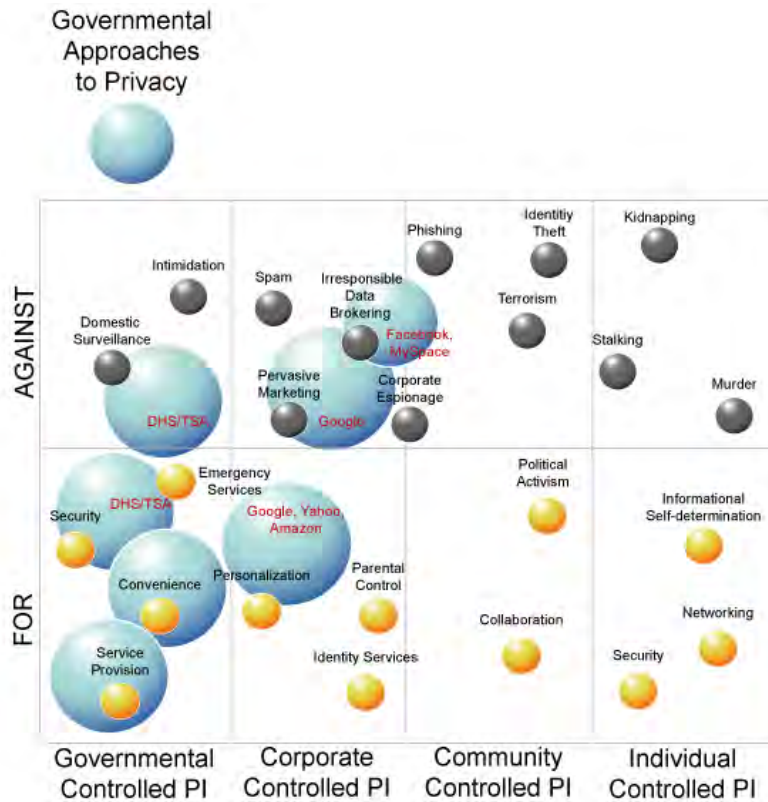 Governmental
Approaches
to Privacy
AGAINST
Intimidation
Domestic
Surveillance
DHS/TSA
Spam
Irresponsible
Data
Brokering
Facebook,
MySpace
Pervasive
Marketing
Google
Corporate
Espionage
Phishing
Identitiy
Theft
Terrorism
Kidnapping
Stalking
Murder
FOR
Emergency
Services
DHS/TSA
Security
Convenience
Service
Provision
Google, Yahoo,
Amazon
Personalization
Parental
Control
Identity Services
Political
Activism
Collaboration
Informational
Self-determination
Networking
Security
Governmental
Controlled PI
Corporate
Controlled PI
Community
Controlled PI
Individual
Controlled PI